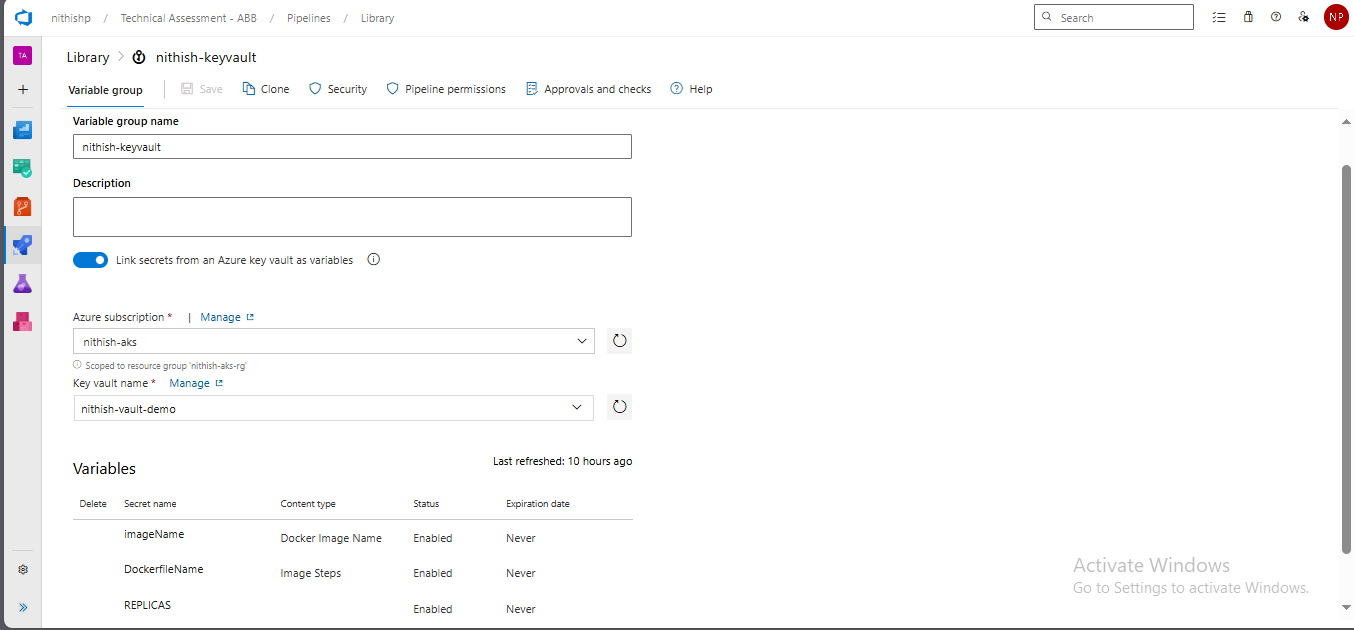 nithishp / Technical Assessment - ABB / Pipelines / Library
Search
NP
TA
Library > nithish-keyvault
Variable group
Save
Clone
Security
Pipeline permissions
Approvals and checks
Help
Variable group name
nithish-keyvault
Description
Link secrets from an Azure key vault as variables
Azure subscription * | Manage
nithish-aks
Scoped to resource group 'nithish-aks-rg'
Key vault name * Manage
nithish-vault-demo
Variables
Last refreshed: 10 hours ago
Delete Secret name Content type Status Expiration date
imageName Docker Image Name Enabled Never
DockerfileName Image Steps Enabled Never
REPLICAS Enabled Never
Activate Windows
Go to Settings to activate Windows.